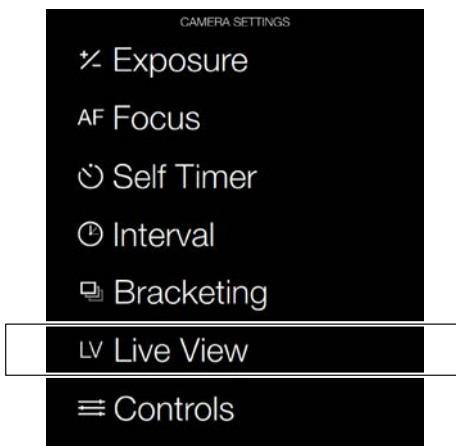 CAMERA SETTINGS
+/- Exposure
AF Focus
Self Timer
Interval
Bracketing
LV Live View
Controls